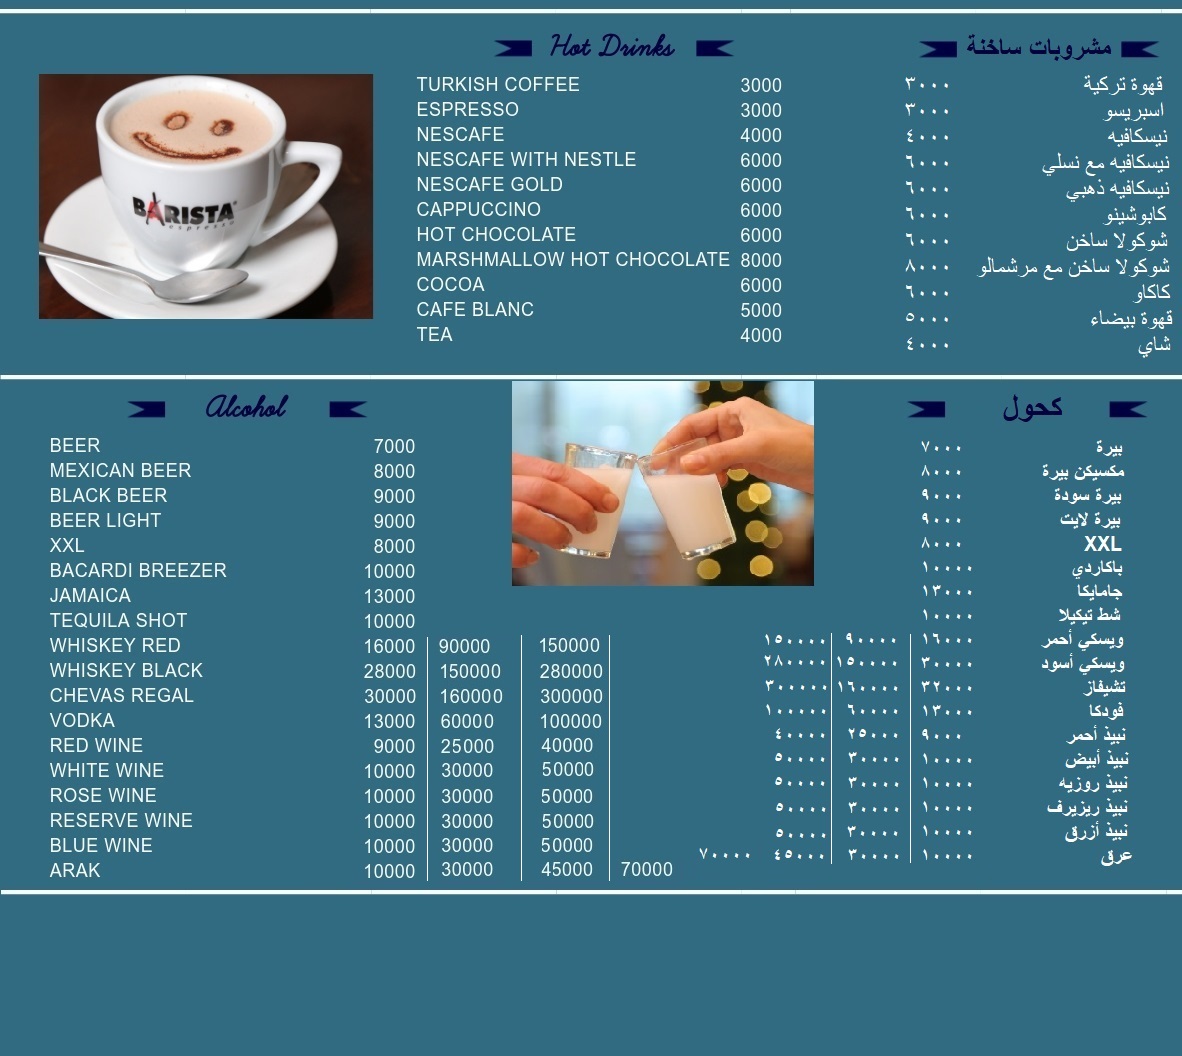 Hot Drinks
مشروبات ساخنة
BARISTA
espresso
TURKISH COFFEE 3000
ESPRESSO 3000
NESCAFE 4000
NESCAFE WITH NESTLE 6000
NESCAFE GOLD 6000
CAPPUCCINO 6000
HOT CHOCOLATE 6000
MARSHMALLOW HOT CHOCOLATE 8000
COCOA 6000
CAFE BLANC 5000
TEA 4000
قهوة تركية ٣٠٠٠
اسبريسو ٣٠٠٠
نيسكافيه ٤٠٠٠
نيسكافيه مع نسلي ٦٠٠٠
نيسكافيه ذهبي ٦٠٠٠
كابوشينو ٦٠٠٠
شوكولا ساخن ٦٠٠٠
شوكولا ساخن مع مرشمالو ٨٠٠٠
كاكاو ٦٠٠٠
قهوة بيضاء ٥٠٠٠
شاي ٤٠٠٠
Alcohol
BEER 7000
MEXICAN BEER 8000
BLACK BEER 9000
BEER LIGHT 9000
XXL 8000
BACARDI BREEZER 10000
JAMAICA 13000
TEQUILA SHOT 10000
WHISKEY RED 16000 90000 150000
WHISKEY BLACK 28000 150000 280000
CHEVAS REGAL 30000 160000 300000
VODKA 13000 60000 100000
RED WINE 9000 25000 40000
WHITE WINE 10000 30000 50000
ROSE WINE 10000 30000 50000
RESERVE WINE 10000 30000 50000
BLUE WINE 10000 30000 50000
ARAK 10000 30000 45000 70000
كحول
بيرة ٧٠٠٠
مكسيكن بيرة ٨٠٠٠
بيرة سودة ٩٠٠٠
بيرة لايت ٩٠٠٠
XXL ٨٠٠٠
باكاردي ١٠٠٠٠
جامايكا ١٣٠٠٠
شط تيكيلا ١٠٠٠٠
ويسكي أحمر ١٦٠٠٠ ٩٠٠٠٠ ١٥٠٠٠٠
ويسكي أسود ٣٠٠٠٠ ١٥٠٠٠٠ ٢٨٠٠٠٠
تشيفاز ٣٢٠٠٠ ١٦٠٠٠٠ ٣٠٠٠٠٠
فودكا ١٣٠٠٠ ٦٠٠٠٠ ١٠٠٠٠٠
نبيذ أحمر ٩٠٠٠ ٢٥٠٠٠ ٤٠٠٠٠
نبيذ أبيض ١٠٠٠٠ ٣٠٠٠٠ ٥٠٠٠٠
نبيذ روزيه ١٠٠٠٠ ٣٠٠٠٠ ٥٠٠٠٠
نبيذ ريزيرف ١٠٠٠٠ ٣٠٠٠٠ ٥٠٠٠٠
نبيذ أزرق ١٠٠٠٠ ٣٠٠٠٠ ٥٠٠٠٠
عرق ١٠٠٠٠ ٣٠٠٠٠ ٤٥٠٠٠ ٧٠٠٠٠